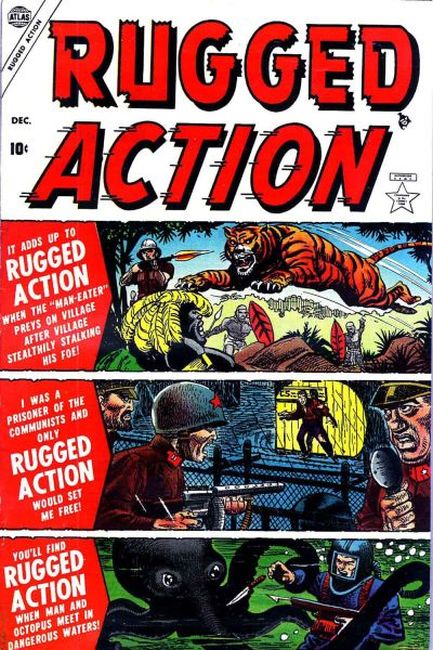 ATLAS
RUGGED ACTION
RUGGED
ACTION
DEC.
10¢
IT ADDS UP TO
RUGGED
ACTION
WHEN THE "MAN-EATER"
PREYS ON VILLAGE
AFTER VILLAGE
STEALTHILY STALKING
HIS FOE!
I WAS A
PRISONER OF THE
COMMUNISTS AND
ONLY
RUGGED
ACTION
WOULD SET
ME FREE!
YOU'LL FIND
RUGGED
ACTION
WHEN MAN AND
OCTOPUS MEET IN
DANGEROUS WATERS!